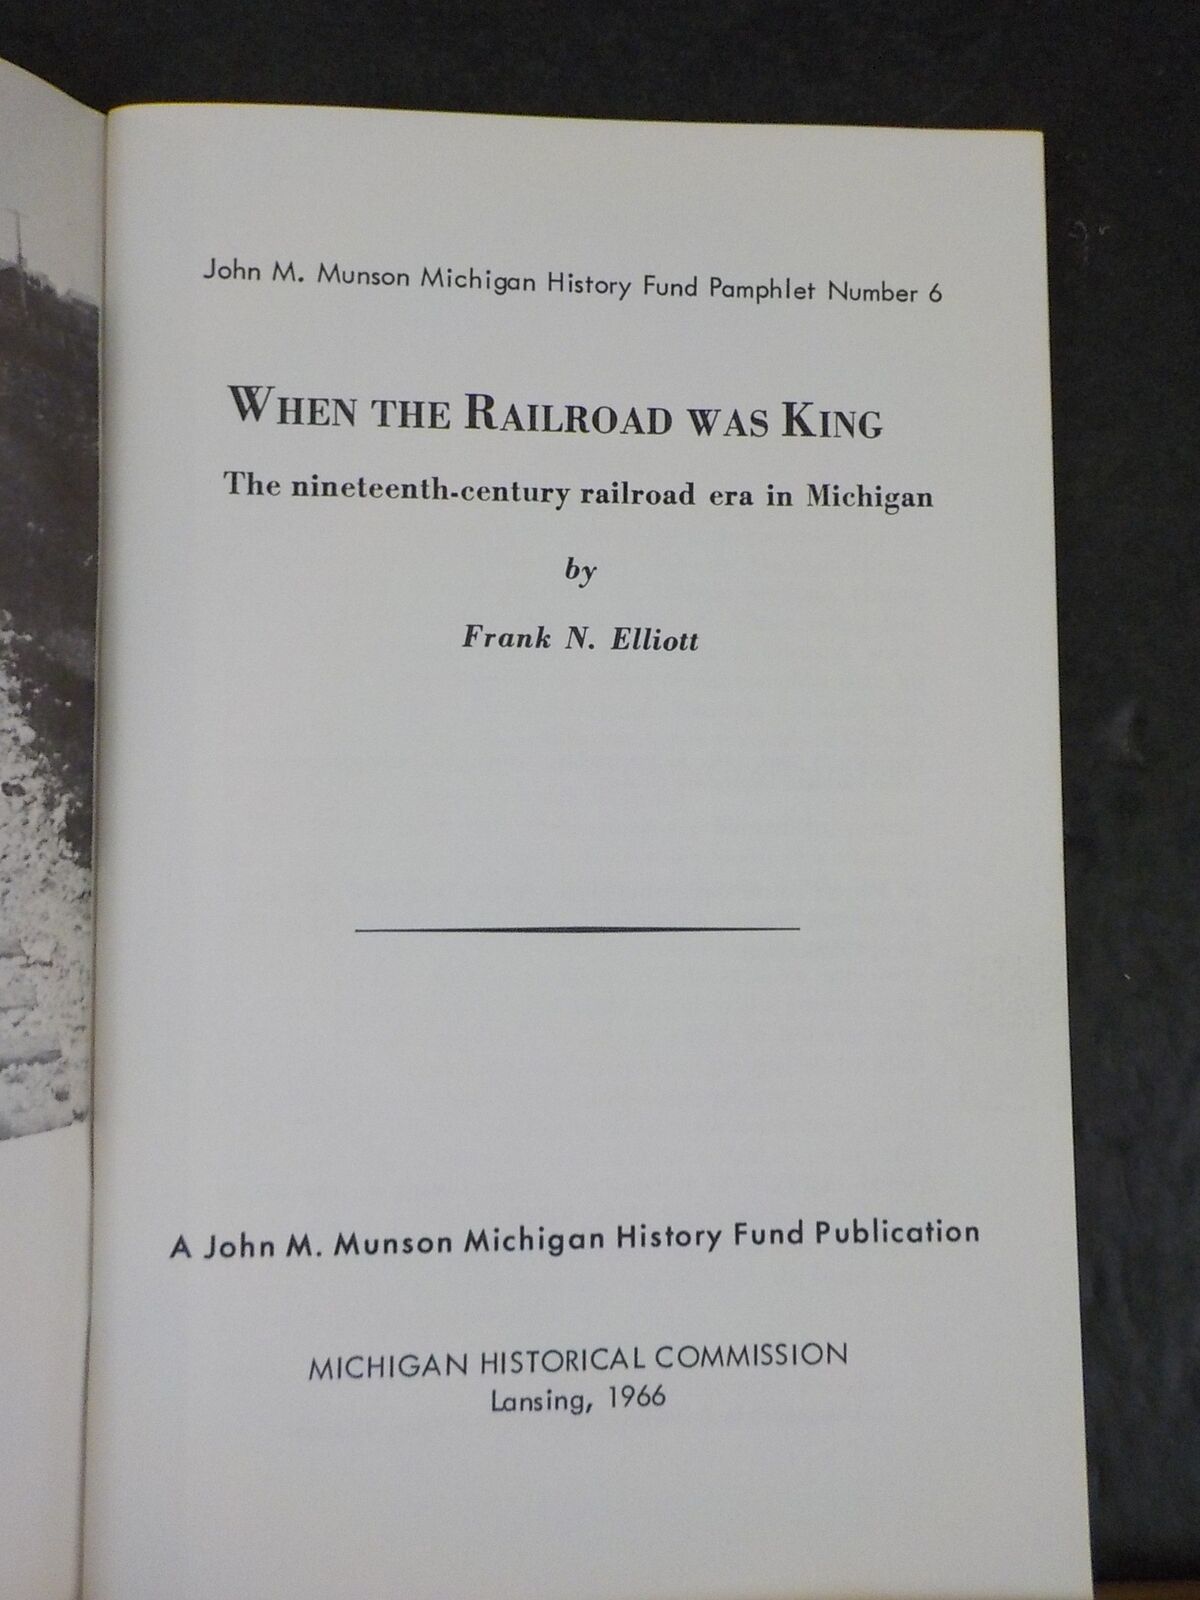 John M. Munson Michigan History Fund Pamphlet Number 6
WHEN THE RAILROAD WAS KING
The nineteenth-century railroad era in Michigan
by
Frank N. Elliott
A John M. Munson Michigan History Fund Publication
MICHIGAN HISTORICAL COMMISSION
Lansing, 1966